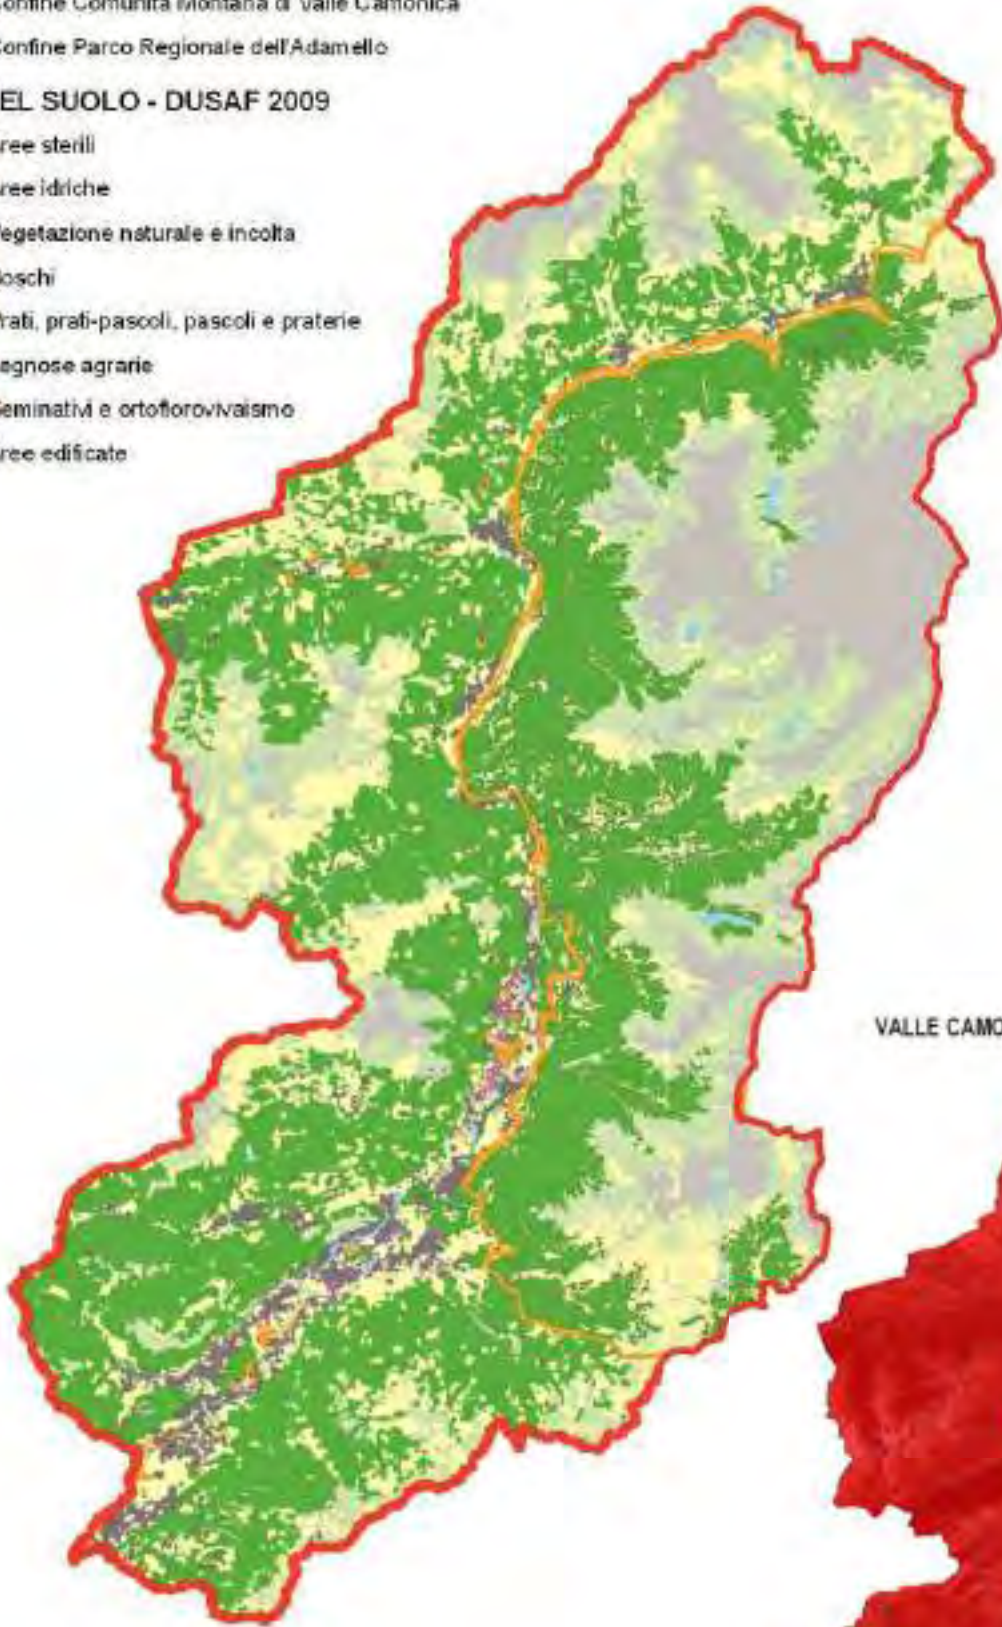 onfine Comunità Montana di Valle Camonica
onfine Parco Regionale dell'Adamello
EL SUOLO - DUSAF 2009
ree sterili
ree idriche
egetazione naturale e incolta
oschi
rati, prati-pascoli, pascoli e praterie
egnose agrarie
eminativi e ortoflorovivaismo
ree edificate
VALLE CAMO